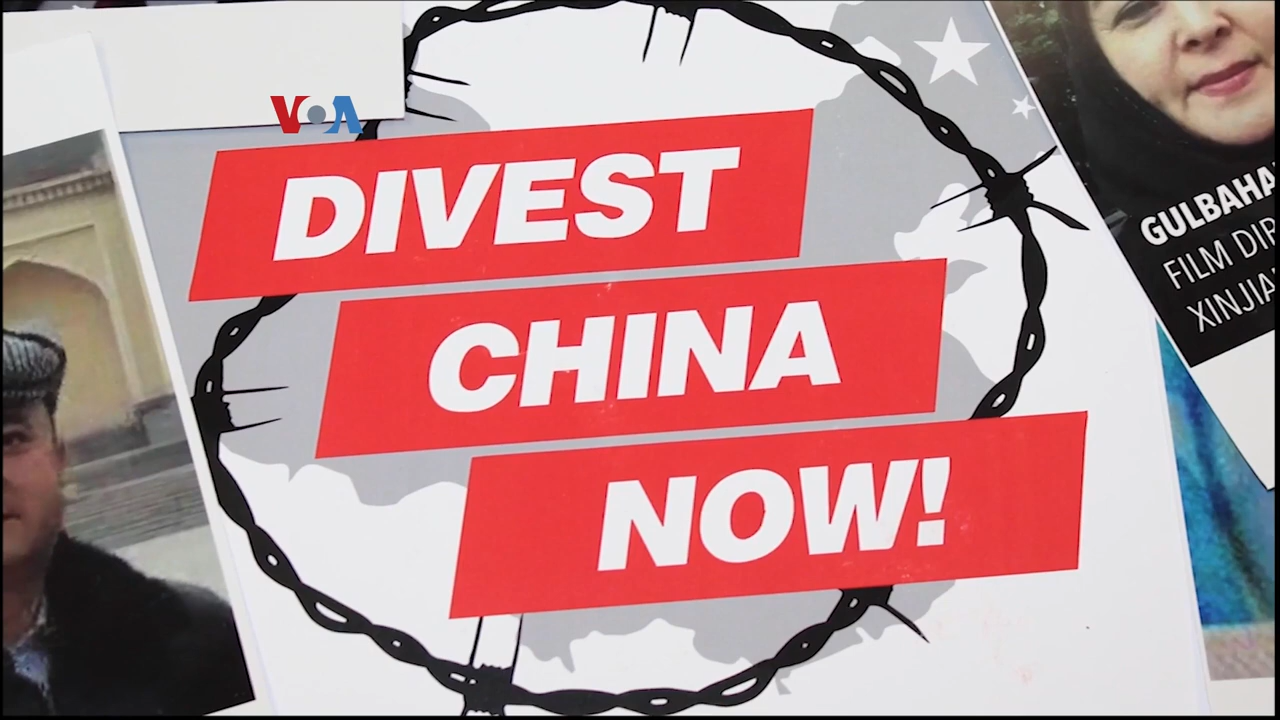 VOA
DIVEST
CHINA
NOW!
GULBAHA
FILM DIR
XINJIA